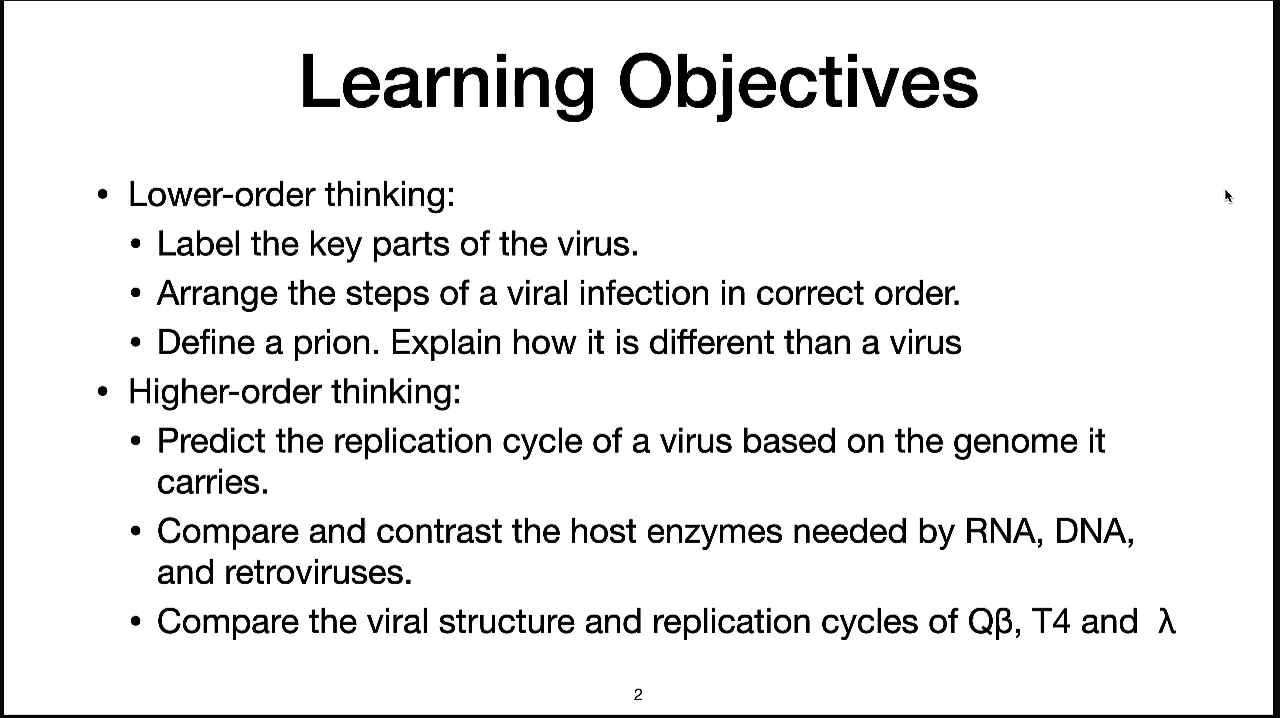 Learning Objectives
• Lower-order thinking:
• Label the key parts of the virus.
• Arrange the steps of a viral infection in correct order.
• Define a prion. Explain how it is different than a virus
• Higher-order thinking:
• Predict the replication cycle of a virus based on the genome it
carries.
• Compare and contrast the host enzymes needed by RNA, DNA,
and retroviruses.
• Compare the viral structure and replication cycles of Qβ, T4 and λ
2